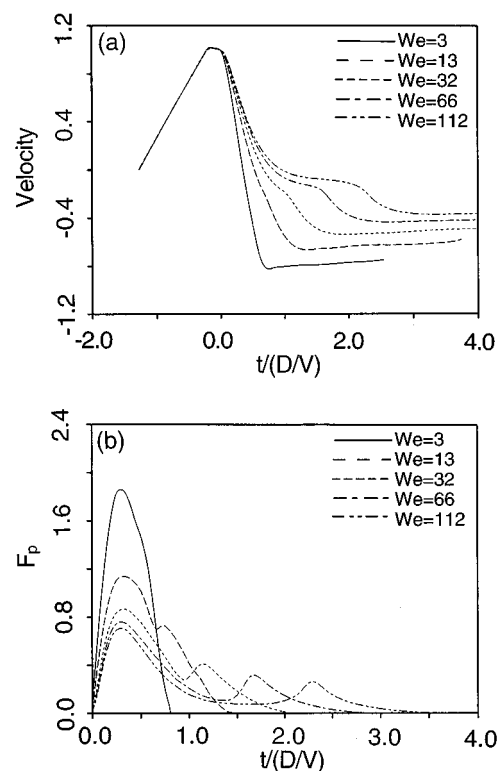 (a)
We=3
We=13
We=32
We=66
We=112
1.2
0.4
-0.4
-1.2
Velocity
-2.0 0.0 2.0 4.0
t/(D/V)
(b)
We=3
We=13
We=32
We=66
We=112
2.4
1.6
0.8
0.0
Fp
0.0 1.0 2.0 3.0 4.0
t/(D/V)